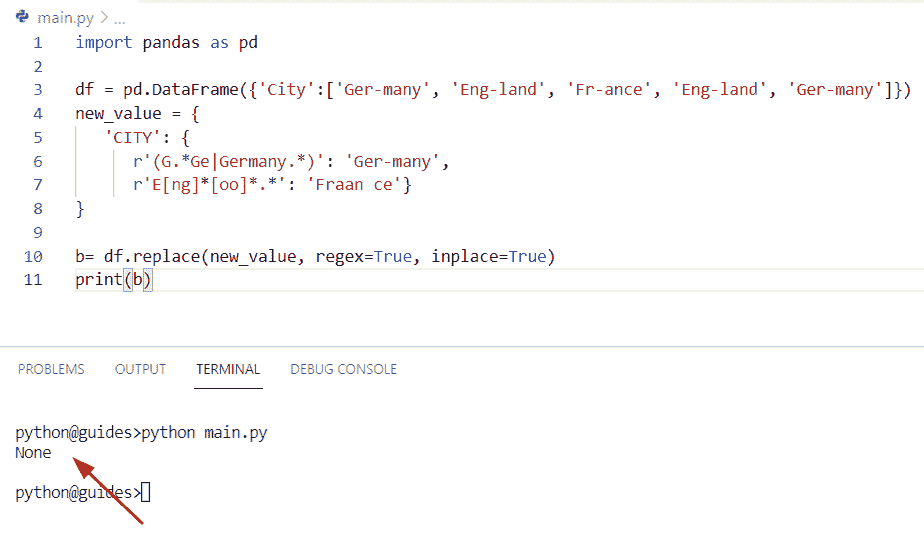 main.py > ...
1 import pandas as pd
2
3 df = pd.DataFrame({'City':['Ger-many', 'Eng-land', 'Fr-ance', 'Eng-land', 'Ger-many']})
4 new_value = {
5 'CITY': {
6 r'(G.*Ge|Germany.*)': 'Ger-many',
7 r'E[ng]*[oo]*.*': 'Fraan ce'}
8 }
9
10 b= df.replace(new_value, regex=True, inplace=True)
11 print(b)
PROBLEMS OUTPUT TERMINAL DEBUG CONSOLE
python@guides>python main.py
None
python@guides>